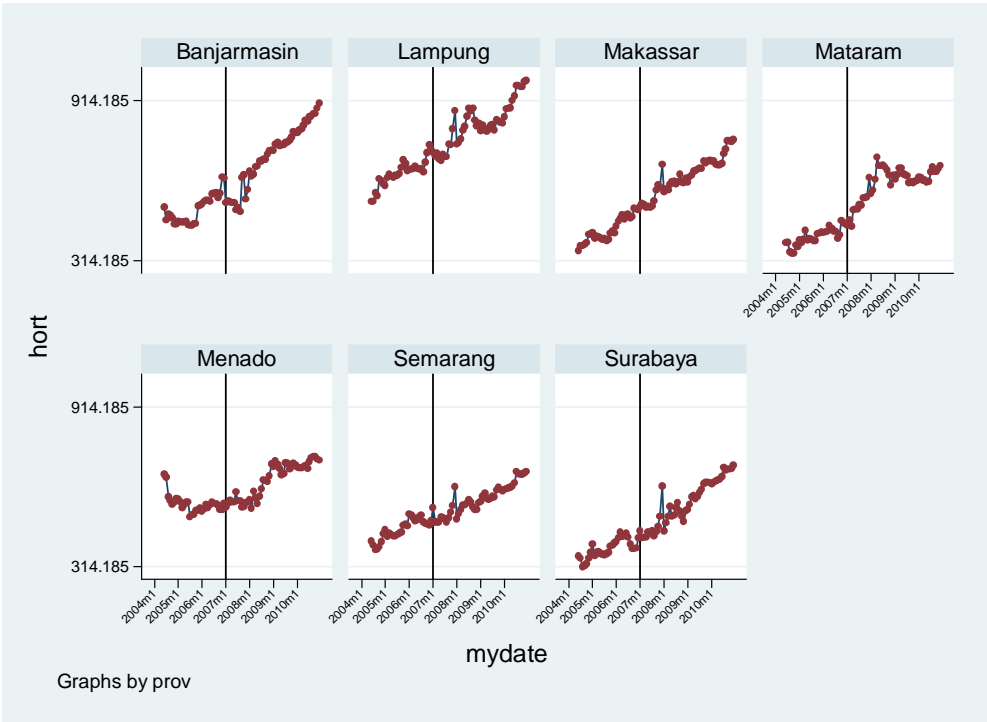 Banjarmasin Lampung Makassar Mataram
914.185
314.185
2004m1 2005m1 2006m1 2007m1 2008m1 2009m1 2010m1
hort
Menado Semarang Surabaya
914.185
314.185
2004m1 2005m1 2006m1 2007m1 2008m1 2009m1 2010m1 2004m1 2005m1 2006m1 2007m1 2008m1 2009m1 2010m1 2004m1 2005m1 2006m1 2007m1 2008m1 2009m1 2010m1
mydate
Graphs by prov